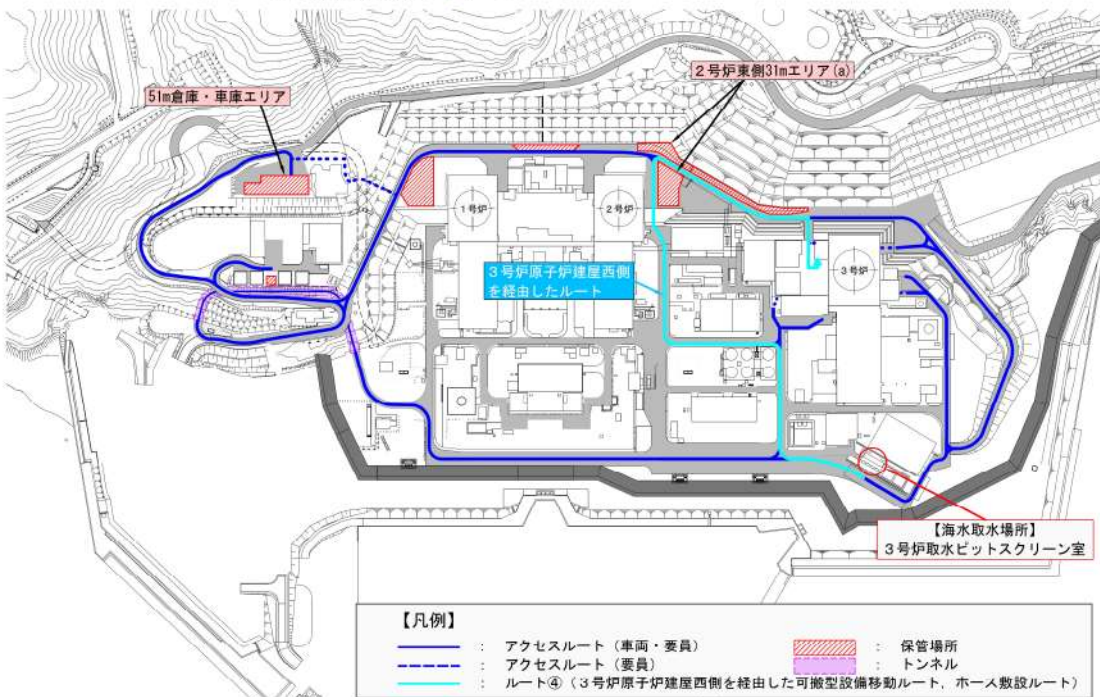 ２号炉東側31mエリア(a)
51m倉庫・車庫エリア
１号炉
２号炉
３号炉原子炉建屋西側
を経由したルート
３号炉
【海水取水場所】
３号炉取水ピットスクリーン室
【凡例】
： アクセスルート（車両・要員）
： 保管場所
： アクセスルート（要員）
： トンネル
： ルート④（３号炉原子炉建屋西側を経由した可搬型設備移動ルート，ホース敷設ルート）